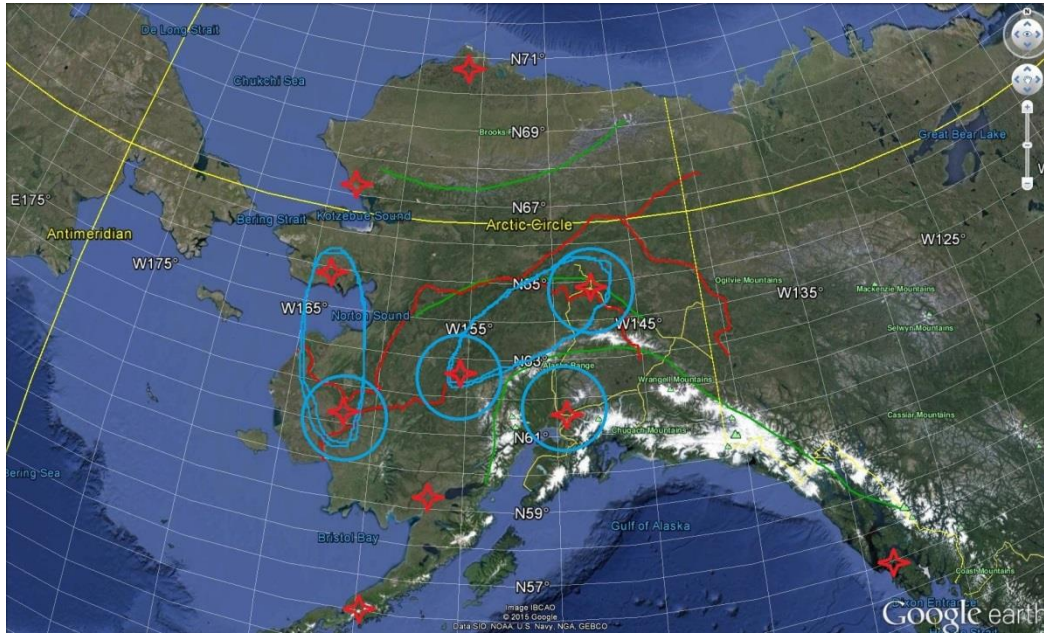 De Long Strait
Chukchi Sea
N71°
N
Brooks
N69°
Great Bear Lake
E175°
N67°
Bering Strait
Kotzebue Sound
Arctic Circle
Antimeridian
W125°
W175°
N65°
Ogilvie Mountains
W135°
Mackenzie Mountains
W165°
Norton Sound
W155°
W145°
Selwyn Mountains
N63°
Alaska Range
Wrangell Mountains
Cassiar Mountains
N61°
Chugach Mountains
Bering Sea
N59°
Gulf of Alaska
Bristol Bay
Coast Mountains
N57°
Dixon Entrance
Image IBCAO
© 2015 Google
Data SIO, NOAA, U.S. Navy, NGA, GEBCO
Google earth